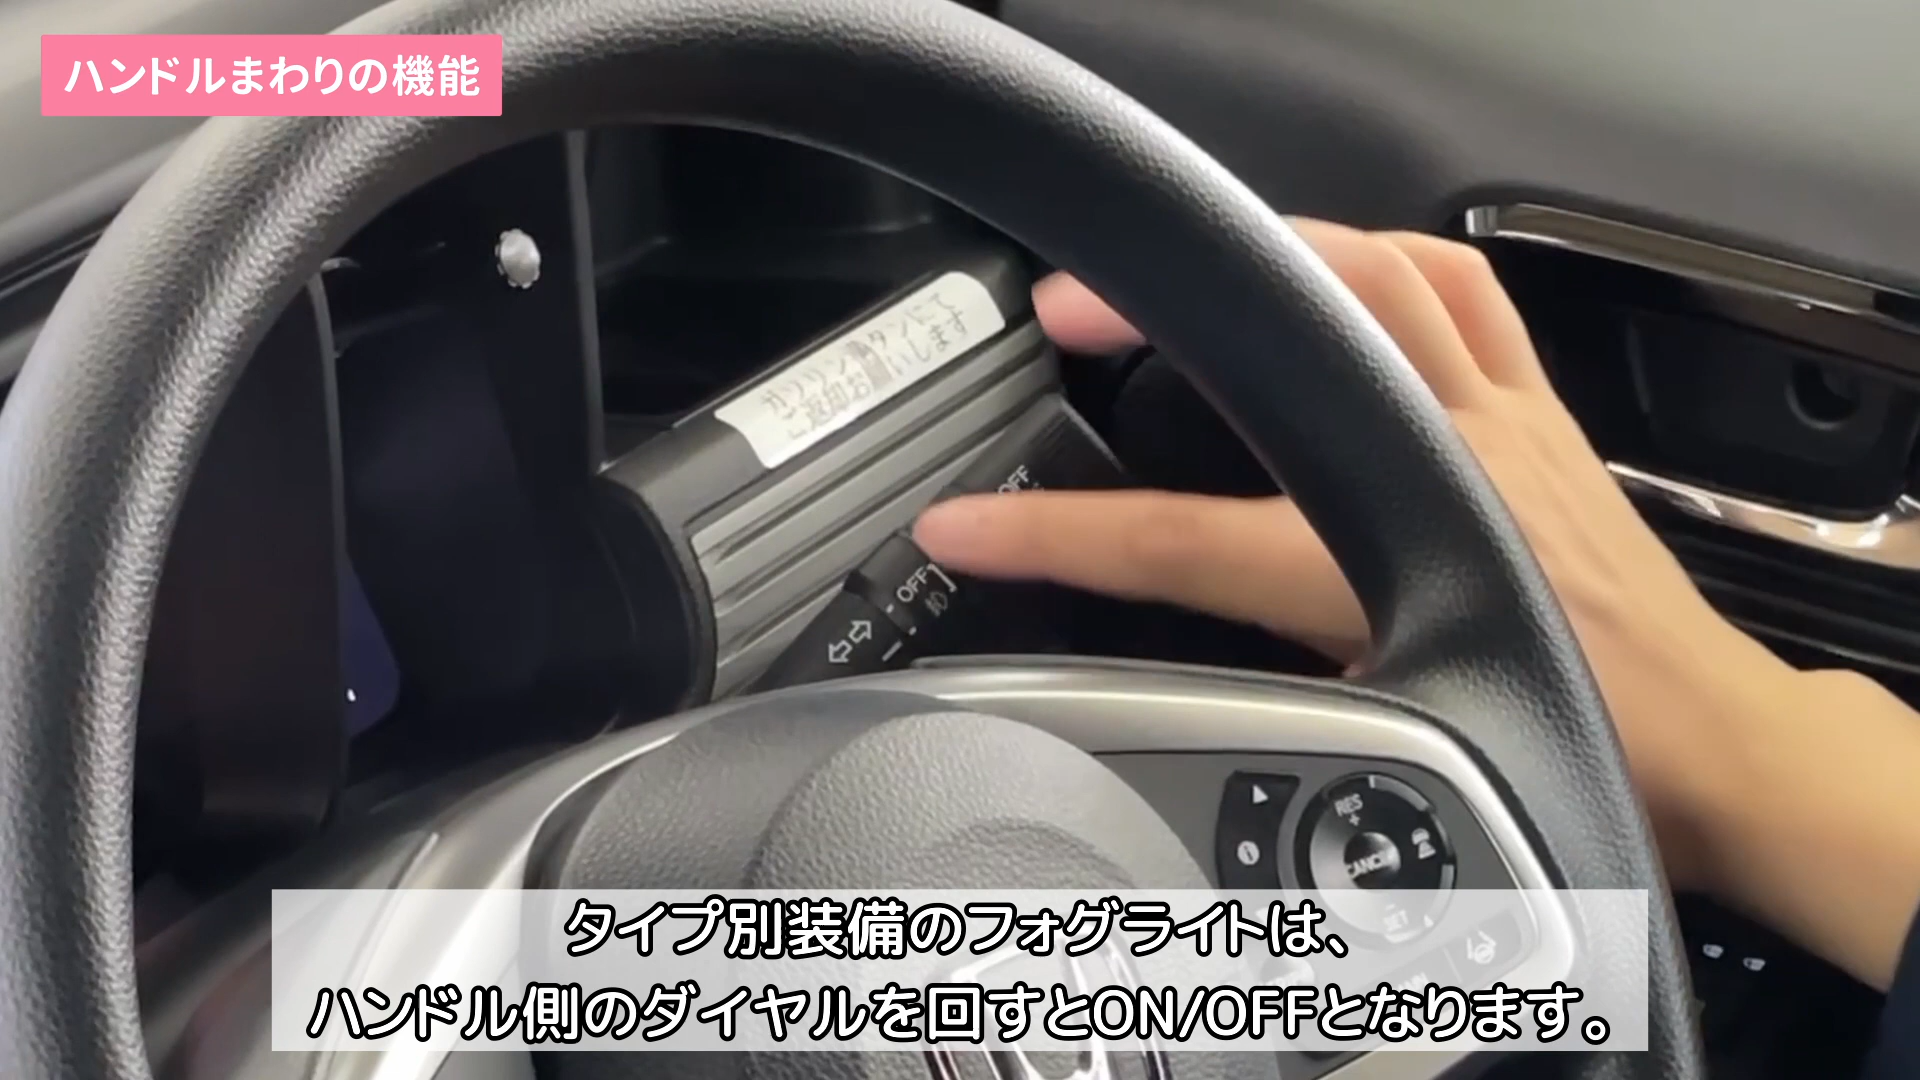 ハンドルまわりの機能
ガソリン満タンにて
ご返却お願いします
OFF
OFF
RES
+
CANCEL
−
SET
タイプ別装備のフォグライトは、
ハンドル側のダイヤルを回すとON/OFFとなります。